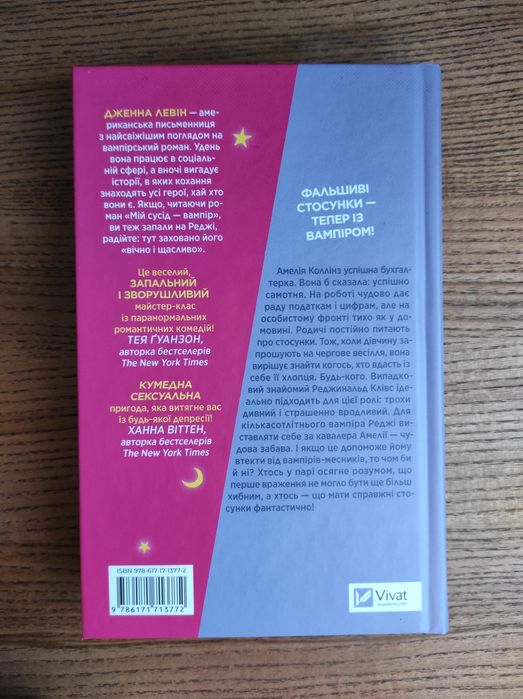 ДЖЕННА ЛЕВІН — аме-
риканська письменниця
з найсвіжішим поглядом на
вампірський роман. Удень
вона працює в соціаль-
ній сфері, а вночі вигадує
історії, в яких кохання
знаходять усі герої, хай хто
вони є. Якщо, читаючи ро-
ман «Мій сусід — вампір»,
ви теж запали на Реджі,
радійте: тут заховано його
«вічно і щасливо».
Це веселий,
ЗАПАЛЬНИЙ
І ЗВОРУШЛИВИЙ
майстер-клас
із паранормальних
романтичних комедій!
ТЕЯ ҐУАНЗОН,
авторка бестселерів
The New York Times
КУМЕДНА
СЕКСУАЛЬНА
пригода, яка витягне вас
із будь-якої депресії!
ХАННА ВІТТЕН,
авторка бестселерів
The New York Times
ISBN 978-617-17-1377-2
9 786171 713772
ФАЛЬШИВІ
СТОСУНКИ —
ТЕПЕР ІЗ
ВАМПІРОМ!
Амелія Коллінз успішна бухгал-
терка. Вона б сказала: успішно
самотня. На роботі чудово дає
раду податкам і цифрам, але на
особистому фронті тихо як у до-
мовині. Родичі постійно питають
про стосунки. Тож, коли дівчину за-
прошують на чергове весілля, вона
вирішує знайти когось, хто вдасть із
себе її хлопця. Будь-кого. Випадко-
вий знайомий Реджинальд Клівс іде-
ально підходить для цієї ролі: трохи
дивний і страшенно вродливий. Для
кількасотлітнього вампіра Реджі ви-
ставляти себе за кавалера Амелії — чу-
дова забава. І якщо це допоможе йому
втекти від вампірів-месників, то чом би
й ні? Хтось у парі осягне розумом, що
перше враження не могло бути ще більш
хибним, а хтось — що мати справжні сто-
сунки фантастично!
Vivat
ВИДАВНИЦТВО